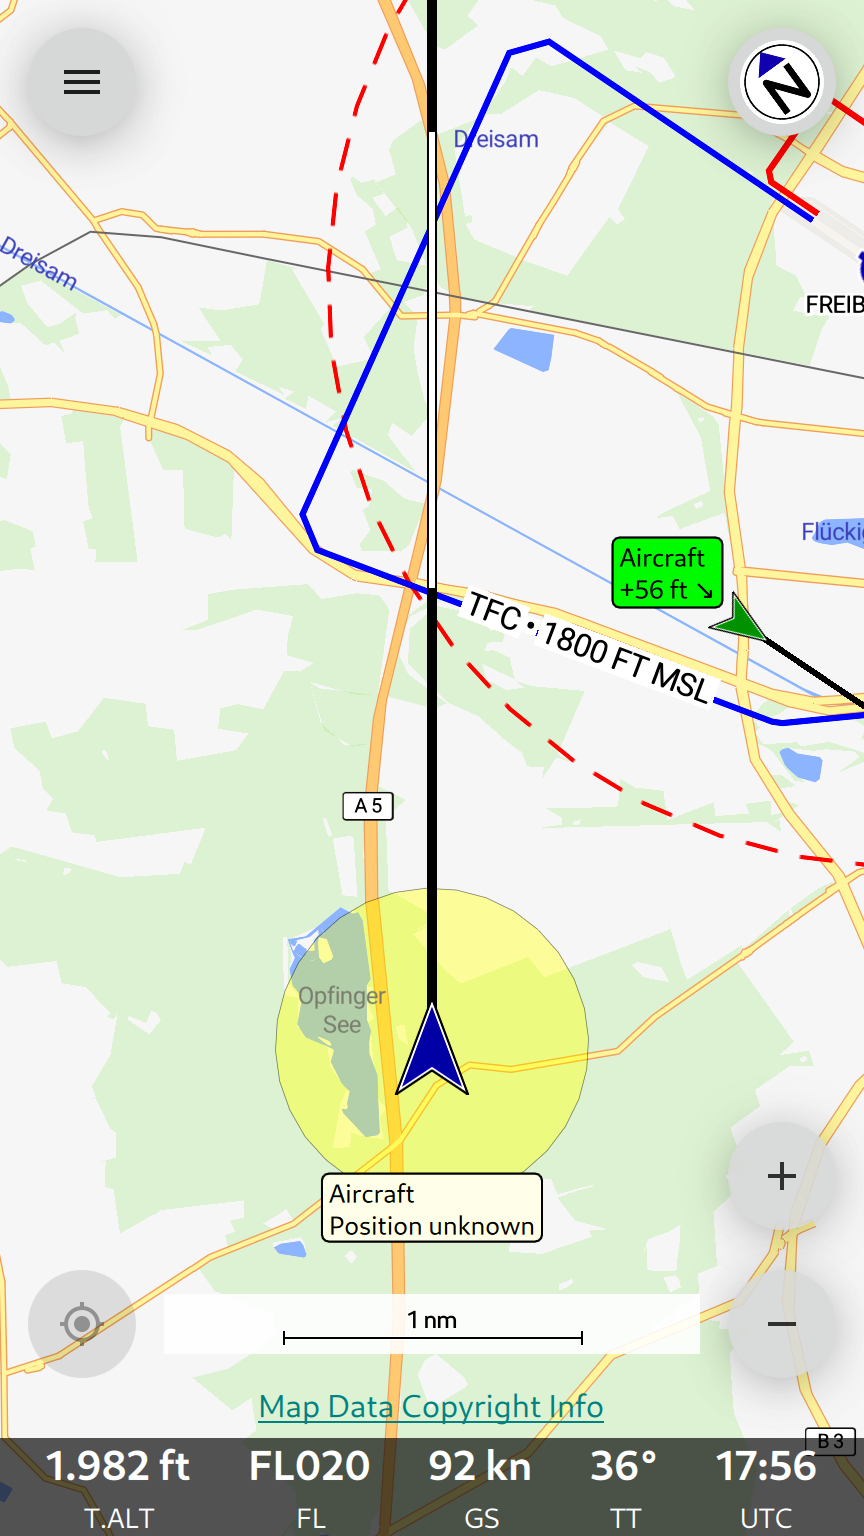 N
Dreisam
Dreisam
FREIB
Flückig
Aircraft
+56 ft ↘
TFC • 1800 FT MSL
A 5
Opfinger
See
Aircraft
Position unknown
+
1 nm
−
Map Data Copyright Info
B 3
1.982 ft FL020 92 kn 36° 17:56
T.ALT FL GS TT UTC